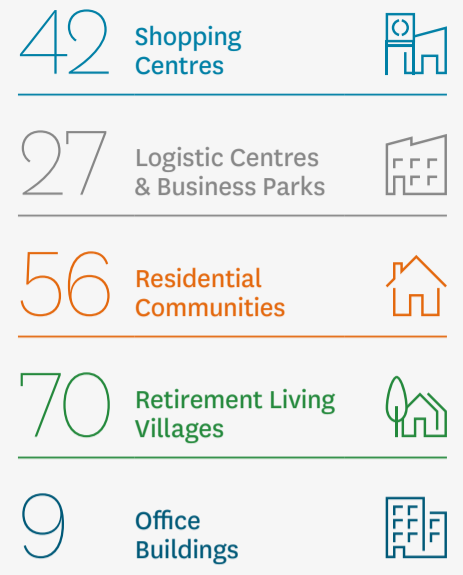 42 Shopping
Centres
27 Logistic Centres
& Business Parks
56 Residential
Communities
70 Retirement Living
Villages
9 Office
Buildings